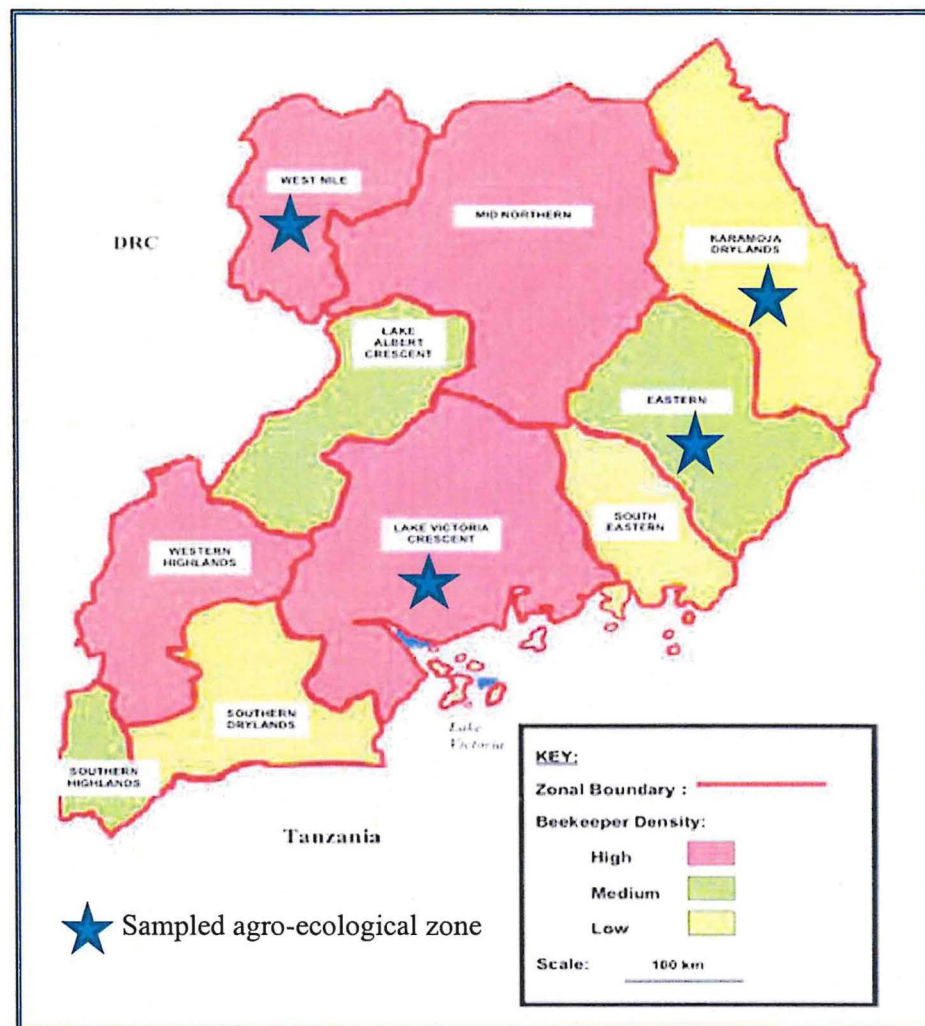 WEST NILE
MID NORTHERN
DRC
KARAMOJA
DRYLANDS
LAKE
ALBERT
CRESCENT
EASTERN
SOUTH
EASTERN
LAKE VICTORIA
CRESCENT
WESTERN
HIGHLANDS
SOUTHERN
DRYLANDS
Lake
Victoria
SOUTHERN
HIGHLANDS
Tanzania
KEY:
Zonal Boundary :
Beekeeper Density:
High
Medium
Low
Scale: 100 km
Sampled agro-ecological zone